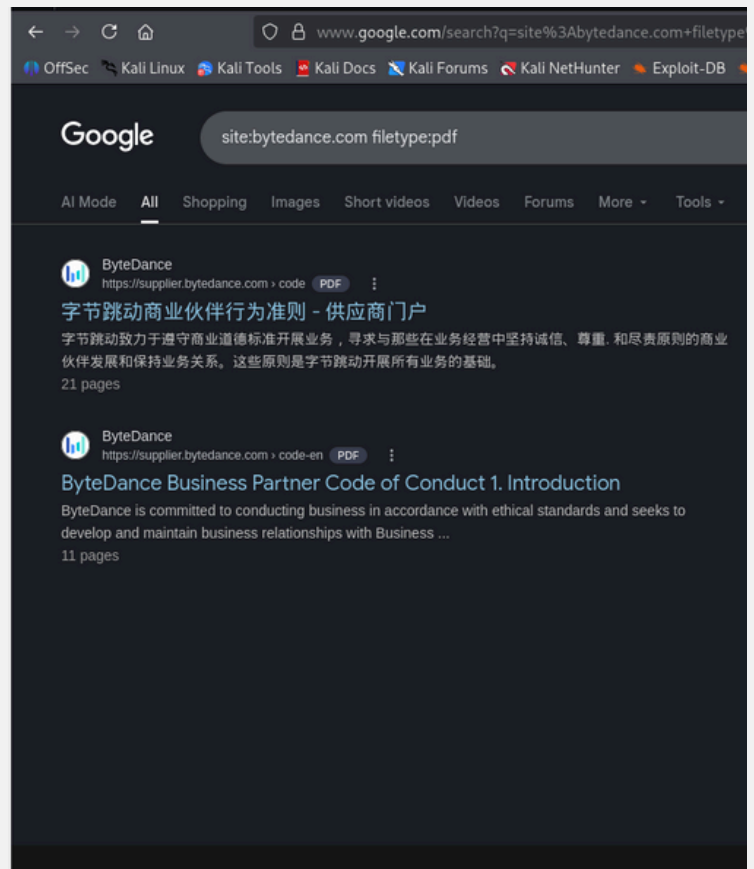 www.google.com/search?q=site%3Abytedance.com+filetype
OffSec Kali Linux Kali Tools Kali Docs Kali Forums Kali NetHunter Exploit-DB
Google site:bytedance.com filetype:pdf
AI Mode All Shopping Images Short videos Videos Forums More Tools
ByteDance
https://supplier.bytedance.com › code PDF
字节跳动商业伙伴行为准则 - 供应商门户
字节跳动致力于遵守商业道德标准开展业务，寻求与那些在业务经营中坚持诚信、尊重. 和尽责原则的商业
伙伴发展和保持业务关系。这些原则是字节跳动开展所有业务的基础。
21 pages
ByteDance
https://supplier.bytedance.com › code-en PDF
ByteDance Business Partner Code of Conduct 1. Introduction
ByteDance is committed to conducting business in accordance with ethical standards and seeks to
develop and maintain business relationships with Business ...
11 pages